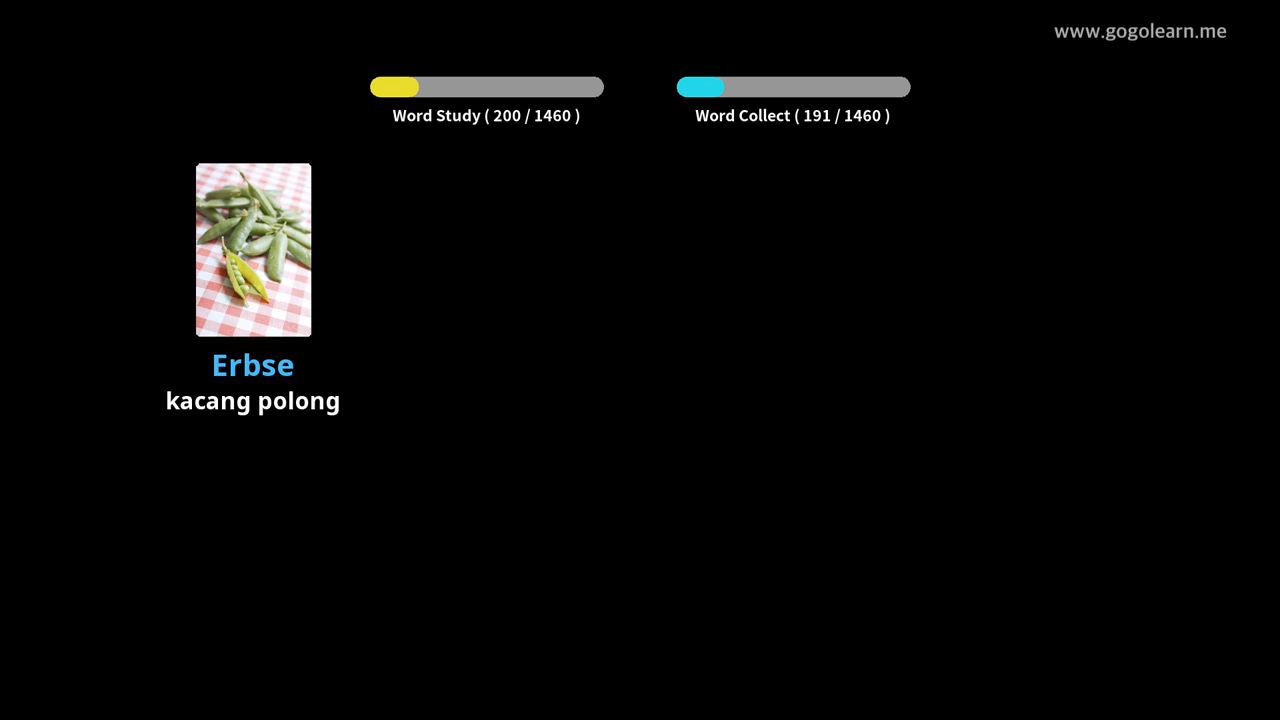 www.gogolearn.me
Word Study ( 200 / 1460 )
Word Collect ( 191 / 1460 )
Erbse
kacang polong